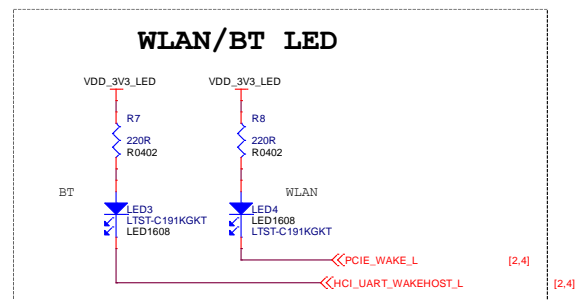 WLAN/BT LED
VDD_3V3_LED VDD_3V3_LED
R7 R8
220R 220R
R0402 R0402
BT WLAN
LED3 LED4
LTST-C191KGKT LED1608
LED1608 LTST-C191KGKT
PCIE_WAKE_L [2,4]
HCI_UART_WAKEHOST_L [2,4]